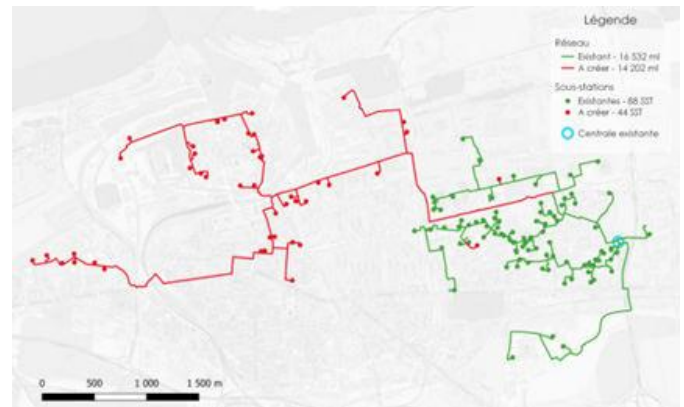 Légende
Réseau
Existant - 16 532 ml
A créer - 14 202 ml
Sous-stations
Existantes - 88 SST
A créer - 44 SST
Centrale existante
0 500 1 000 1 500 m